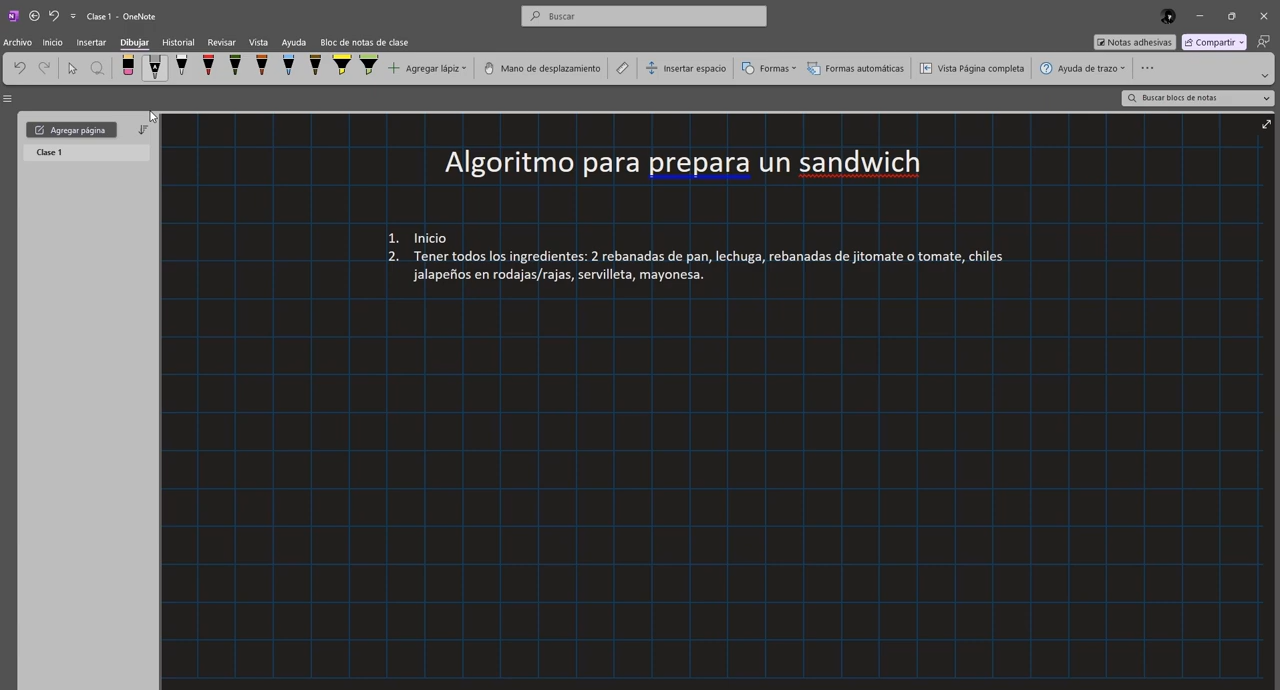 Clase 1 - OneNote
Buscar
Archivo Inicio Insertar Dibujar Historial Revisar Vista Ayuda Bloc de notas de clase
Notas adhesivas Compartir
Agregar lápiz Mano de desplazamiento Insertar espacio Formas Formas automáticas Vista Página completa Ayuda de trazo
Buscar blocs de notas
Agregar página
Clase 1
Algoritmo para prepara un sandwich
1. Inicio
2. Tener todos los ingredientes: 2 rebanadas de pan, lechuga, rebanadas de jitomate o tomate, chiles
jalapeños en rodajas/rajas, servilleta, mayonesa.